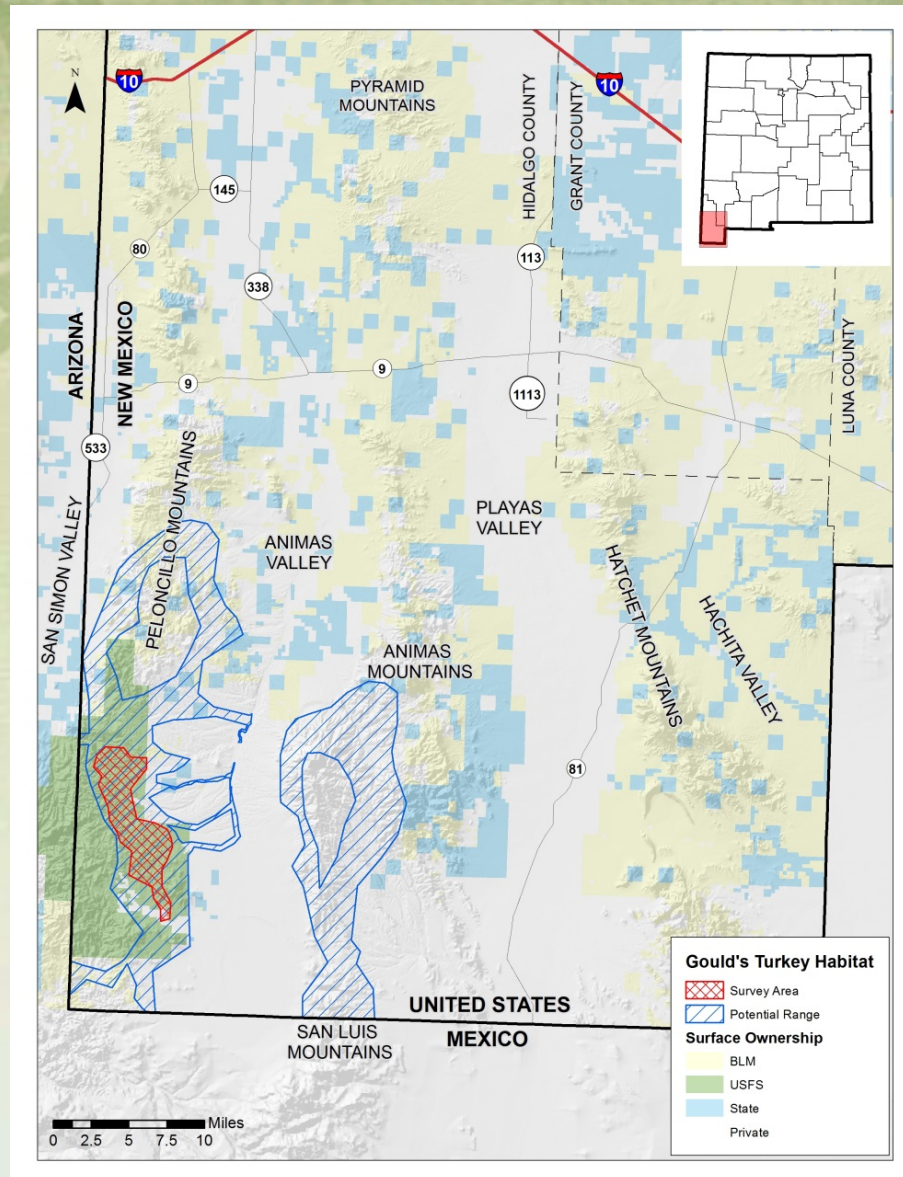 N
10
10
PYRAMID
MOUNTAINS
HIDALGO COUNTY
GRANT COUNTY
145
80
113
338
ARIZONA
NEW MEXICO
LUNA COUNTY
9
9
1113
533
PELONCILLO MOUNTAINS
SAN SIMON VALLEY
ANIMAS
VALLEY
PLAYAS
VALLEY
HATCHET MOUNTAINS
HACHITA VALLEY
ANIMAS
MOUNTAINS
81
UNITED STATES
MEXICO
SAN LUIS
MOUNTAINS
Gould's Turkey Habitat
Survey Area
Potential Range
Surface Ownership
BLM
USFS
State
Private
Miles
0 2.5 5 7.5 10